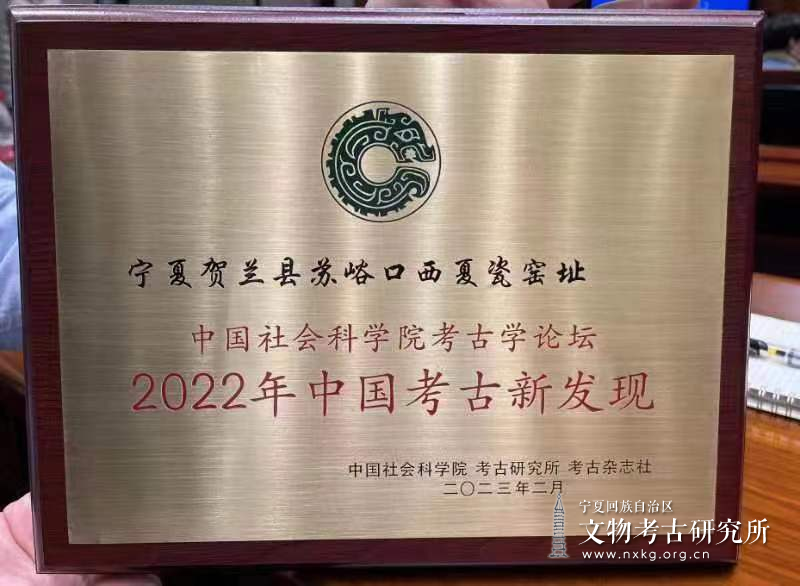 宁夏贺兰县苏峪口西夏瓷窑址
中国社会科学院考古学论坛
2022年中国考古新发现
中国社会科学院 考古研究所 考古杂志社
二〇二三年二月
宁夏回族自治区
文物考古研究所
www.nxkg.org.cn